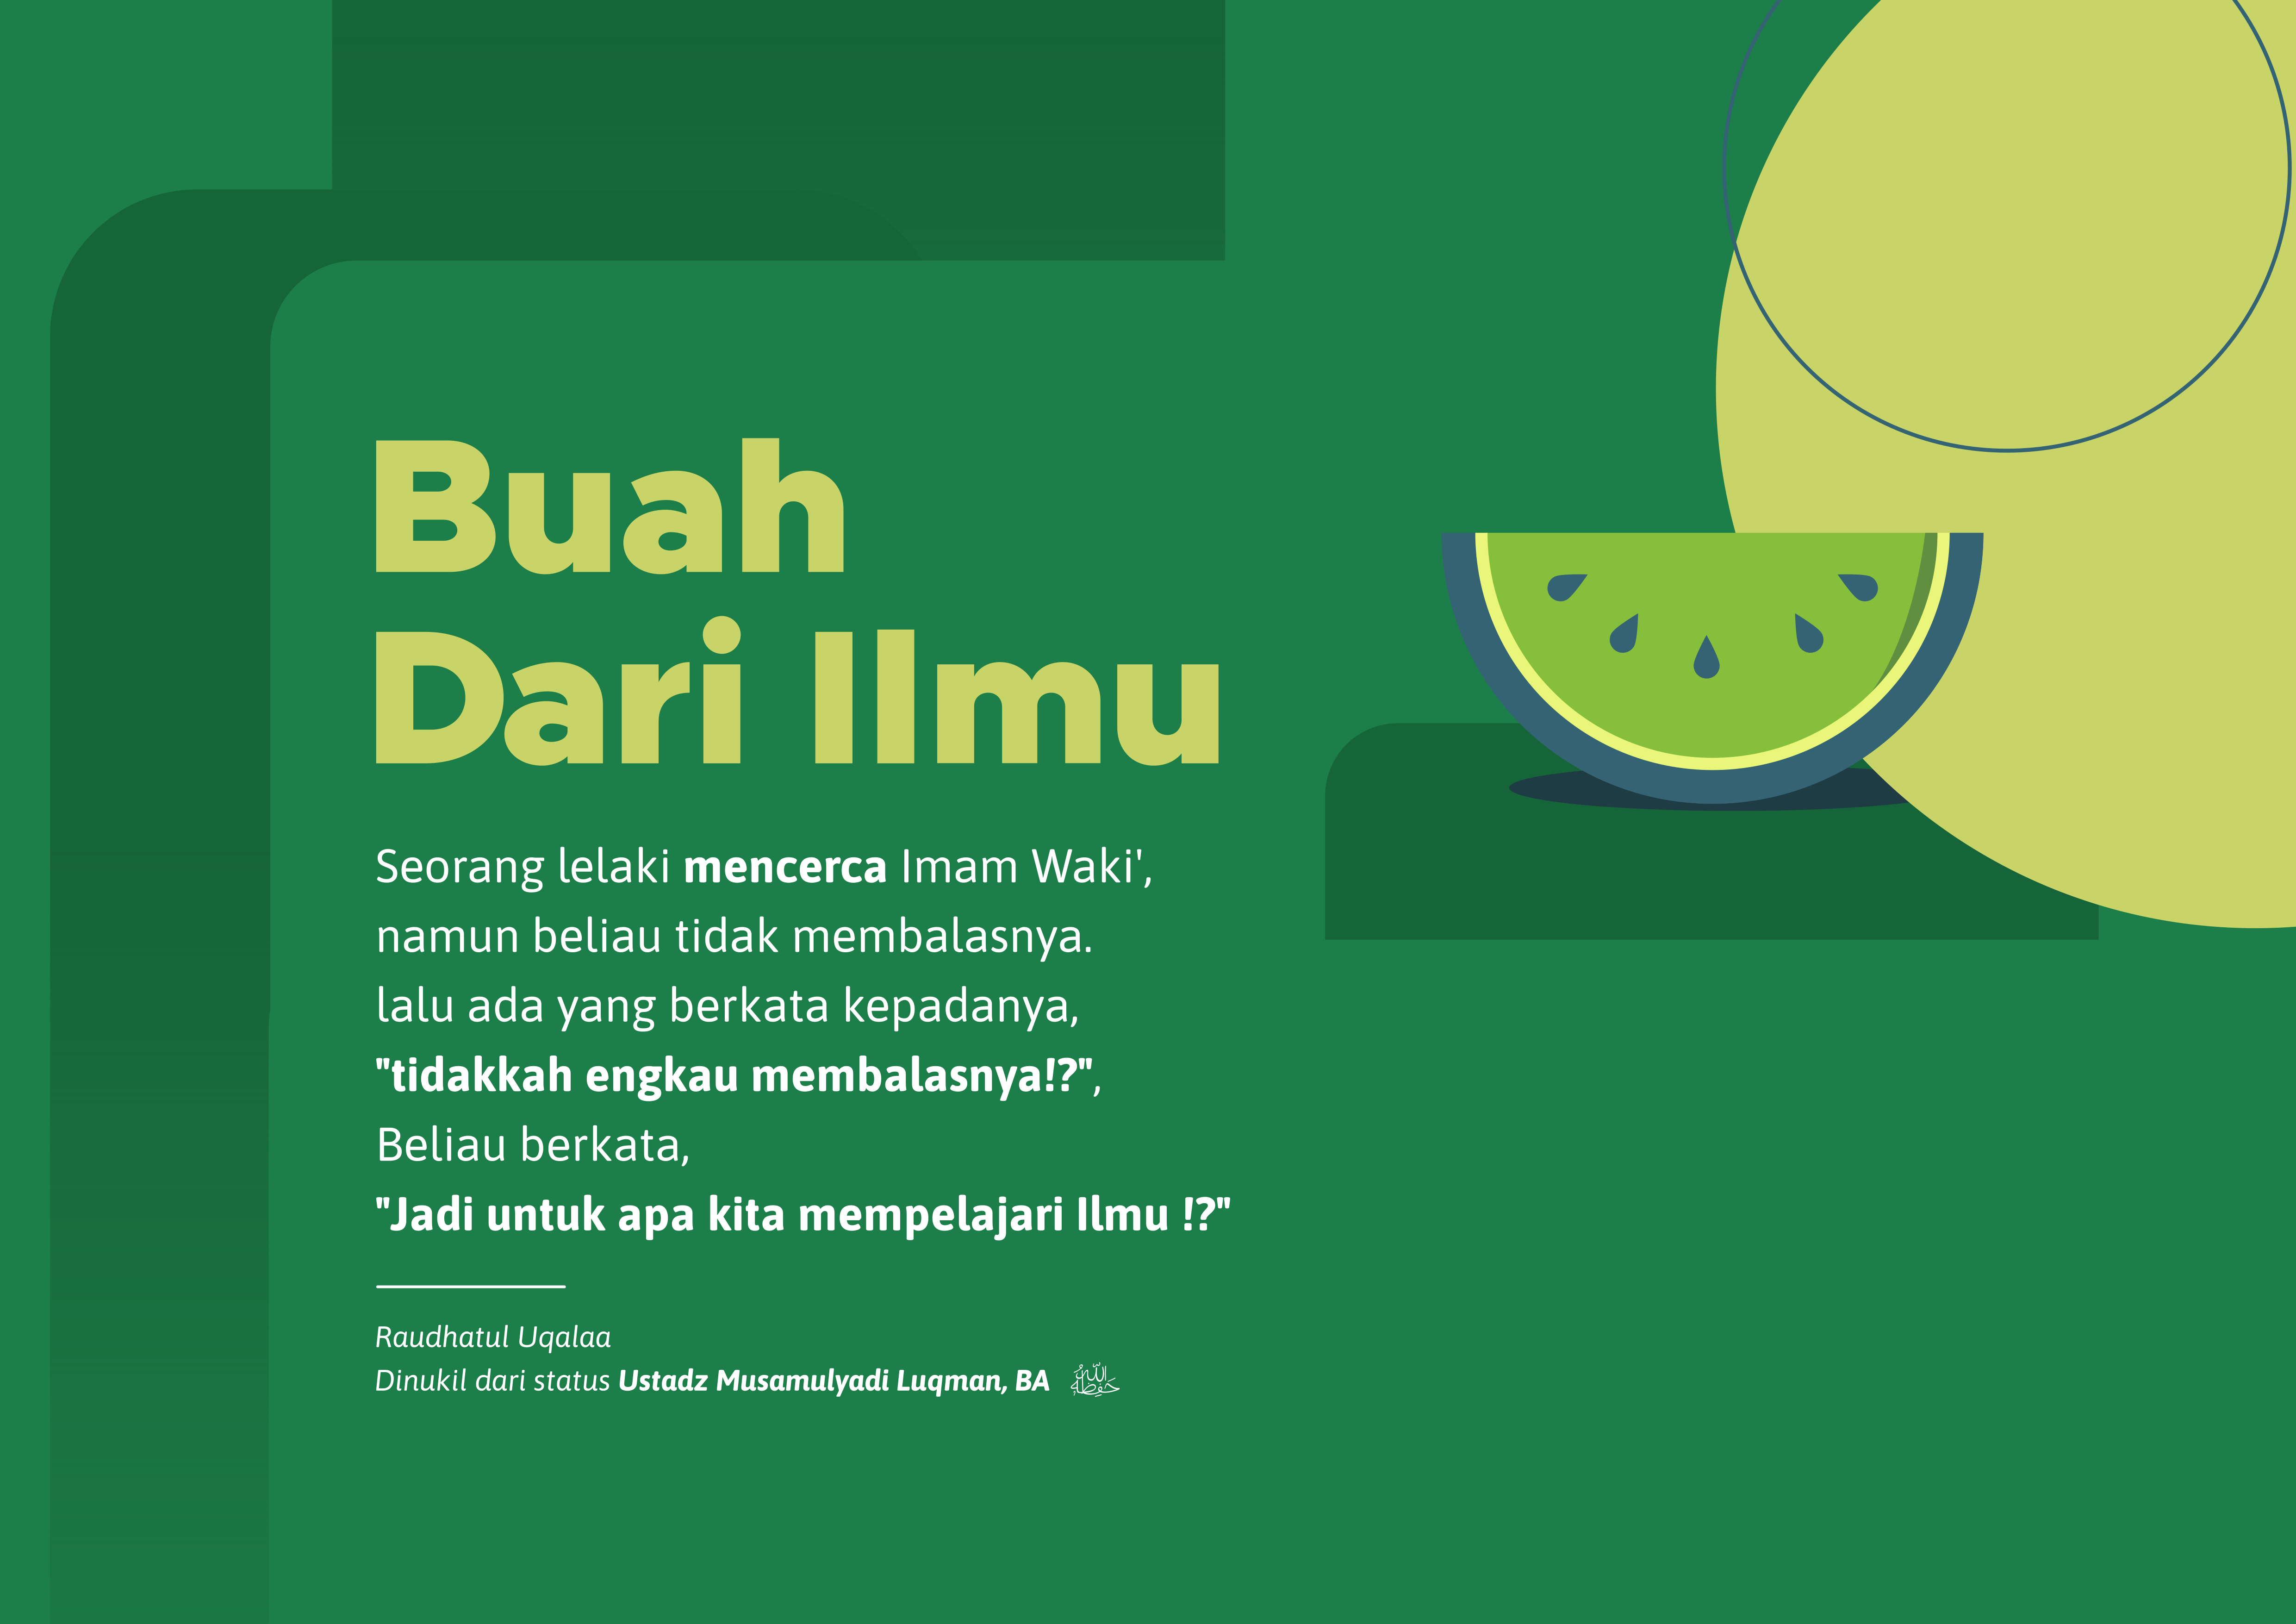 Buah
Dari Ilmu
Seorang lelaki mencerca Imam Waki',
namun beliau tidak membalasnya.
lalu ada yang berkata kepadanya,
"tidakkah engkau membalasnya!?",
Beliau berkata,
"Jadi untuk apa kita mempelajari Ilmu !?"
Raudhatul Uqalaa
Dinukil dari status Ustadz Musamulyadi Luqman, BA حَفِظَهُ اللهُ